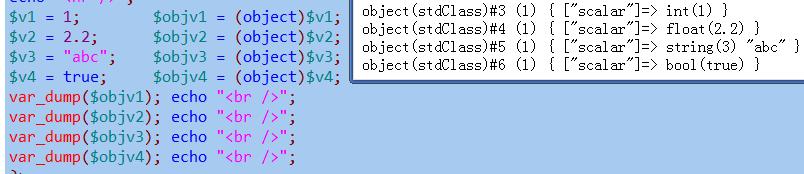 $v1 = 1; $objv1 = (object)$v1;
$v2 = 2.2; $objv2 = (object)$v2;
$v3 = "abc"; $objv3 = (object)$v3;
$v4 = true; $objv4 = (object)$v4;
var_dump($objv1); echo "<br />";
var_dump($objv2); echo "<br />";
var_dump($objv3); echo "<br />";
var_dump($objv4); echo "<br />";
object(stdClass)#3 (1) { ["scalar"]=> int(1) }
object(stdClass)#4 (1) { ["scalar"]=> float(2.2) }
object(stdClass)#5 (1) { ["scalar"]=> string(3) "abc" }
object(stdClass)#6 (1) { ["scalar"]=> bool(true) }